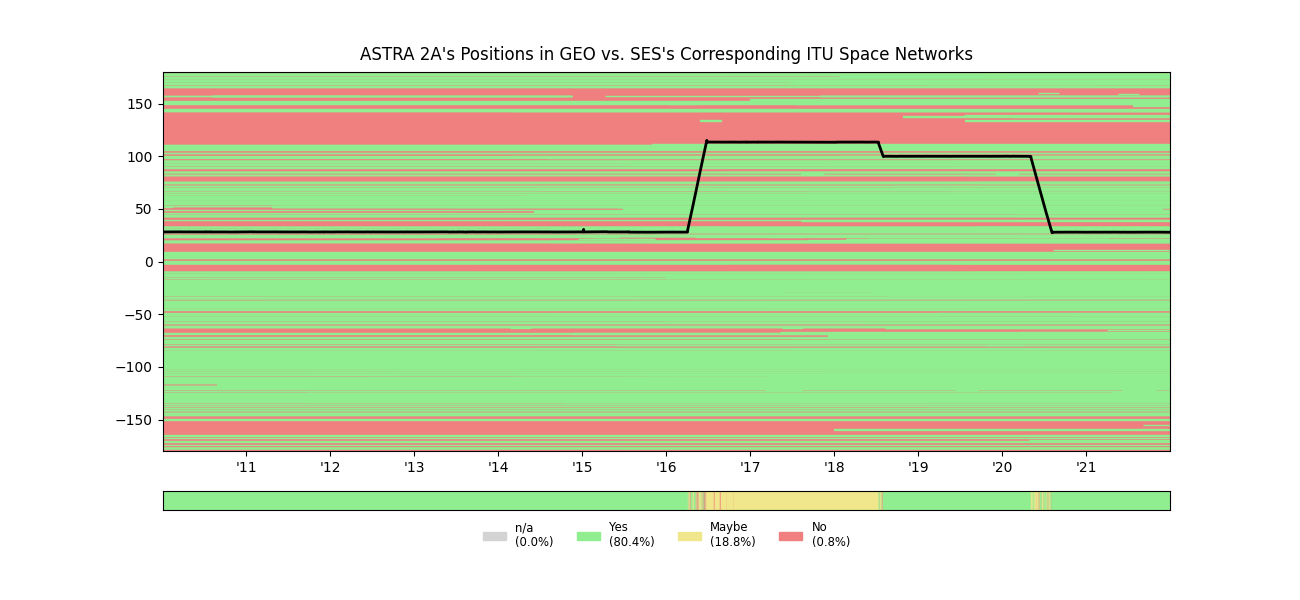 ASTRA 2A's Positions in GEO vs. SES's Corresponding ITU Space Networks
150
100
50
0
−50
−100
−150
'11 '12 '13 '14 '15 '16 '17 '18 '19 '20 '21
n/a Yes Maybe No
(0.0%) (80.4%) (18.8%) (0.8%)